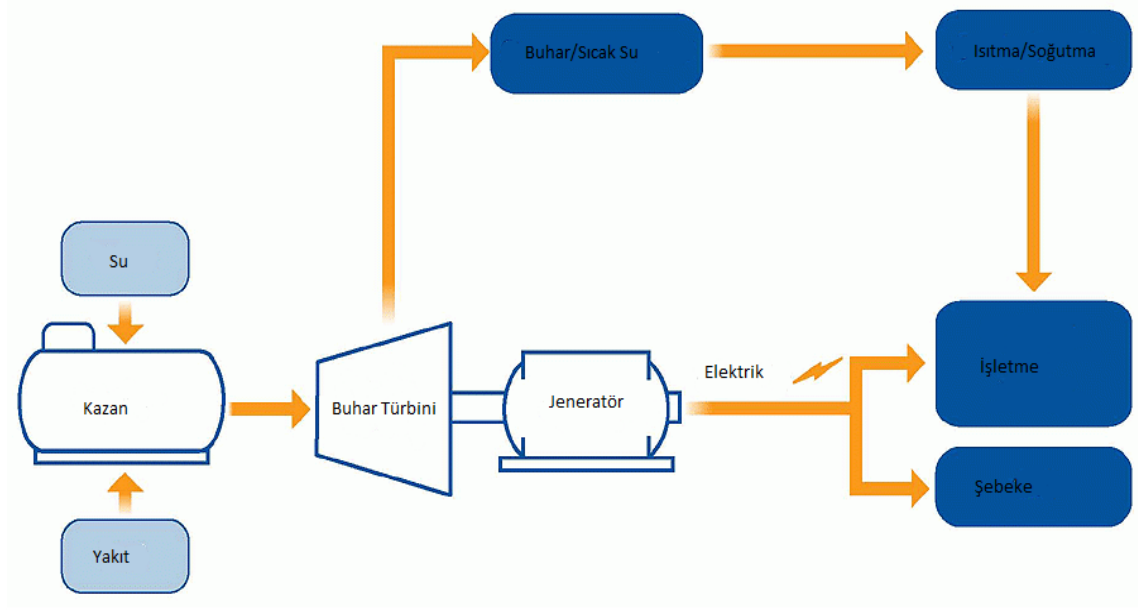 Buhar/Sıcak Su
Isıtma/Soğutma
Su
Kazan
Buhar Türbini
Jeneratör
Elektrik
İşletme
Şebeke
Yakıt